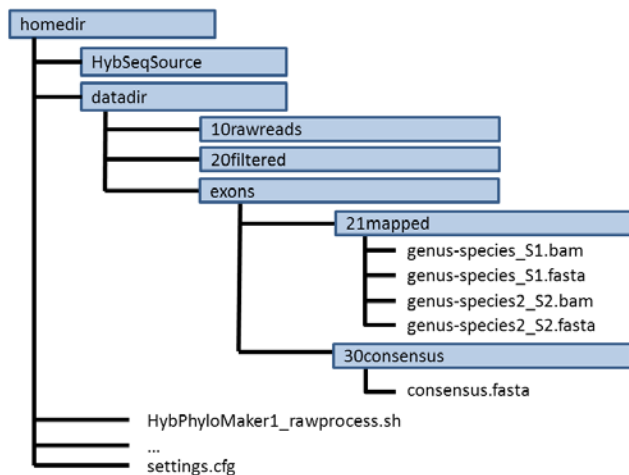 homedir
HybSeqSource
datadir
10rawreads
20filtered
exons
21mapped
genus-species_S1.bam
genus-species_S1.fasta
genus-species2_S2.bam
genus-species2_S2.fasta
30consensus
consensus.fasta
HybPhyloMaker1_rawprocess.sh
...
settings.cfg